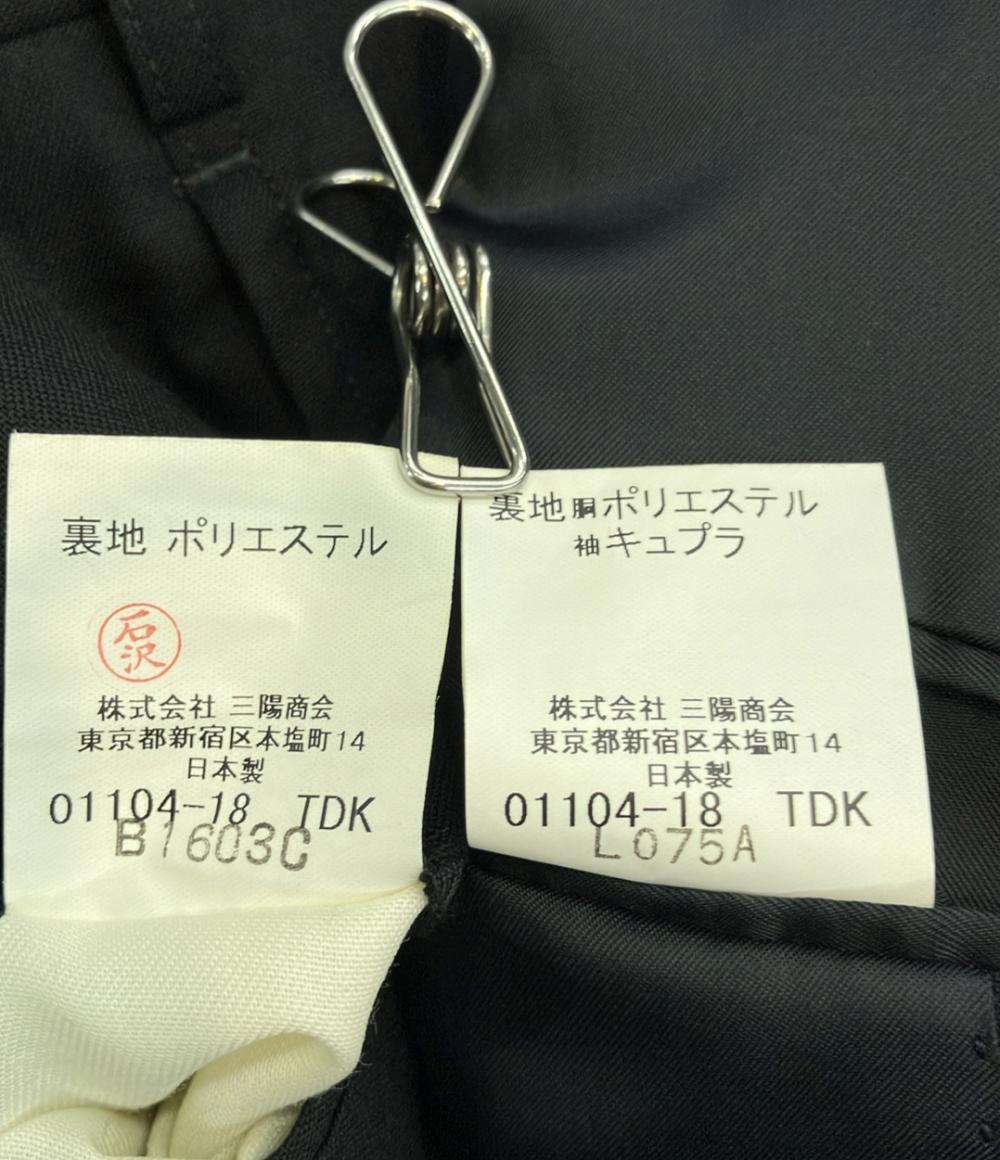 裏地 ポリエステル
石沢
株式会社 三陽商会
東京都新宿区本塩町14
日本製
01104-18 TDK
B1603C
裏地胴ポリエステル
袖キュプラ
株式会社 三陽商会
東京都新宿区本塩町14
日本製
01104-18 TDK
L075A